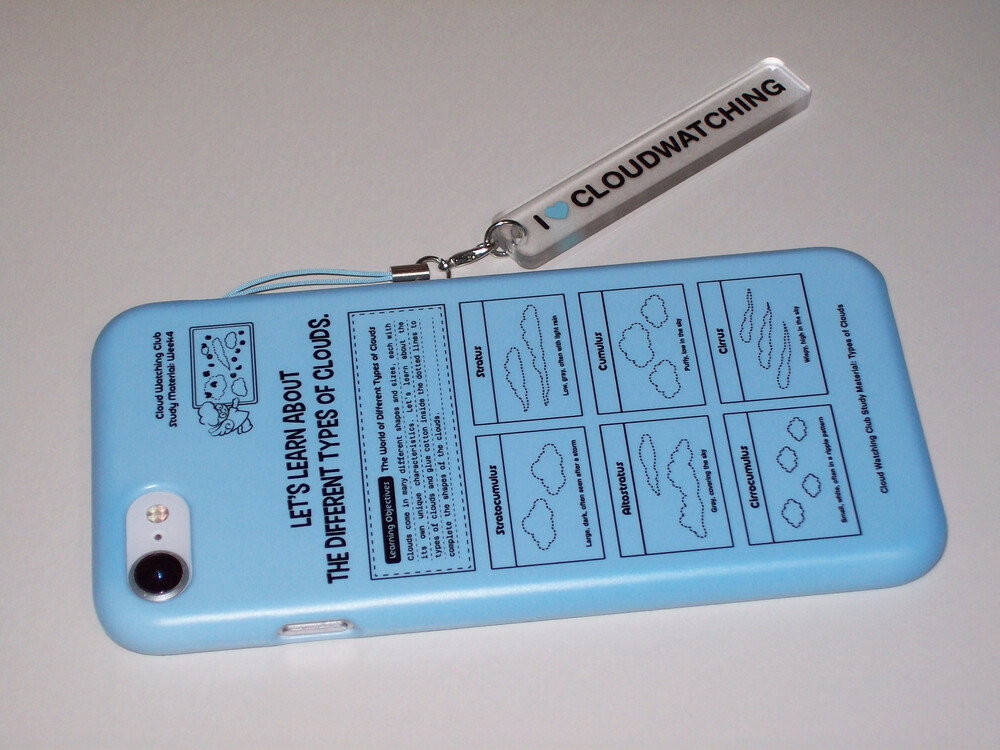 I CLOUDWATCHING
Cloud Watching Club
Study Material: Week4
LET'S LEARN ABOUT
THE DIFFERENT TYPES OF CLOUDS.
Learning Objectives The World of Different Types of Clouds
Clouds come in many different shapes and sizes, each with
its own unique characteristics. Let's learn about the
types of clouds and glue cotton inside the dotted lines to
complete the shapes of the clouds.
Stratocumulus
Large, dark, often seen after a storm
Stratus
Low, gray, often with light rain
Altostratus
Gray, covering the sky
Cumulus
Puffy, low in the sky
Cirrocumulus
Small, white, often in a ripple pattern
Cirrus
Wispy, high in the sky
Cloud Watching Club Study Material: Types of Clouds